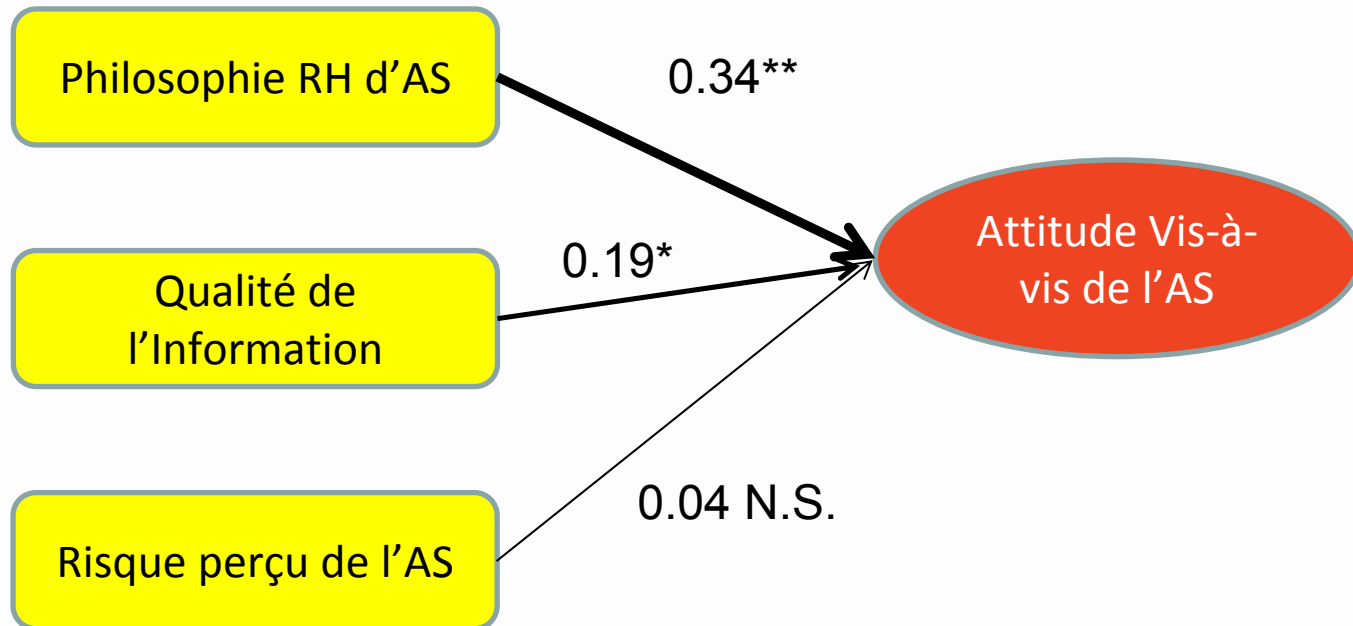 Philosophie RH d’AS
0.34**
Qualité de
l’Information
0.19*
Attitude Vis-à-
vis de l’AS
Risque perçu de l’AS
0.04 N.S.